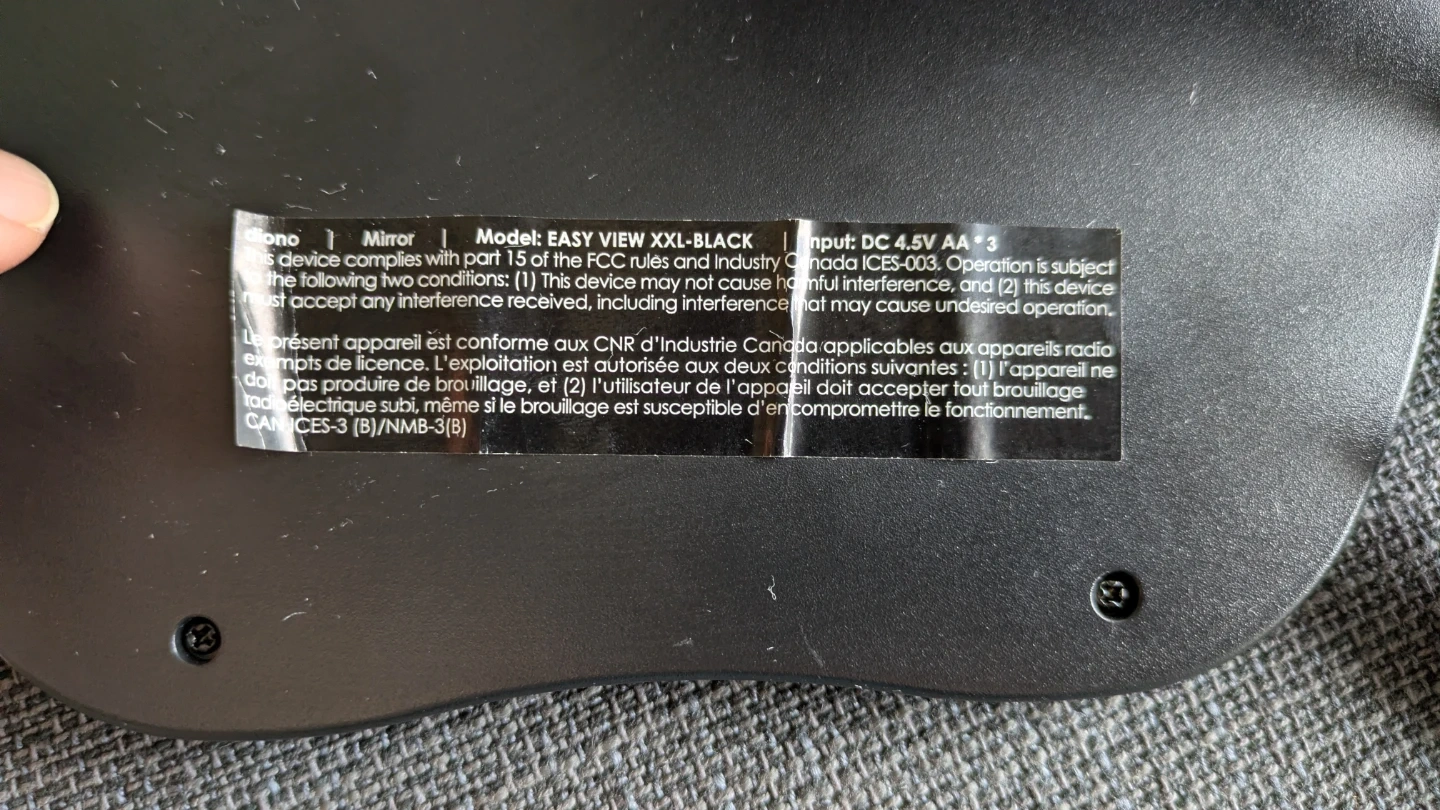 diono | Mirror | Model: EASY VIEW XXL-BLACK | Input: DC 4.5V AA * 3
This device complies with part 15 of the FCC rules and Industry Canada ICES-003. Operation is subject
to the following two conditions: (1) This device may not cause harmful interference, and (2) this device
must accept any interference received, including interference that may cause undesired operation.
Le présent appareil est conforme aux CNR d'Industrie Canada applicables aux appareils radio
exempts de licence. L'exploitation est autorisée aux deux conditions suivantes : (1) l'appareil ne
doit pas produire de brouillage, et (2) l'utilisateur de l'appareil doit accepter tout brouillage
radioélectrique subi, même si le brouillage est susceptible d'en compromettre le fonctionnement.
CAN ICES-3 (B)/NMB-3(B)